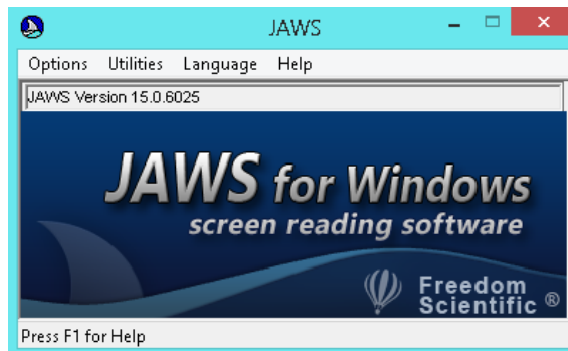 JAWS
Options Utilities Language Help
JAWS Version 15.0.6025
JAWS for Windows
screen reading software
Freedom
Scientific ®
Press F1 for Help